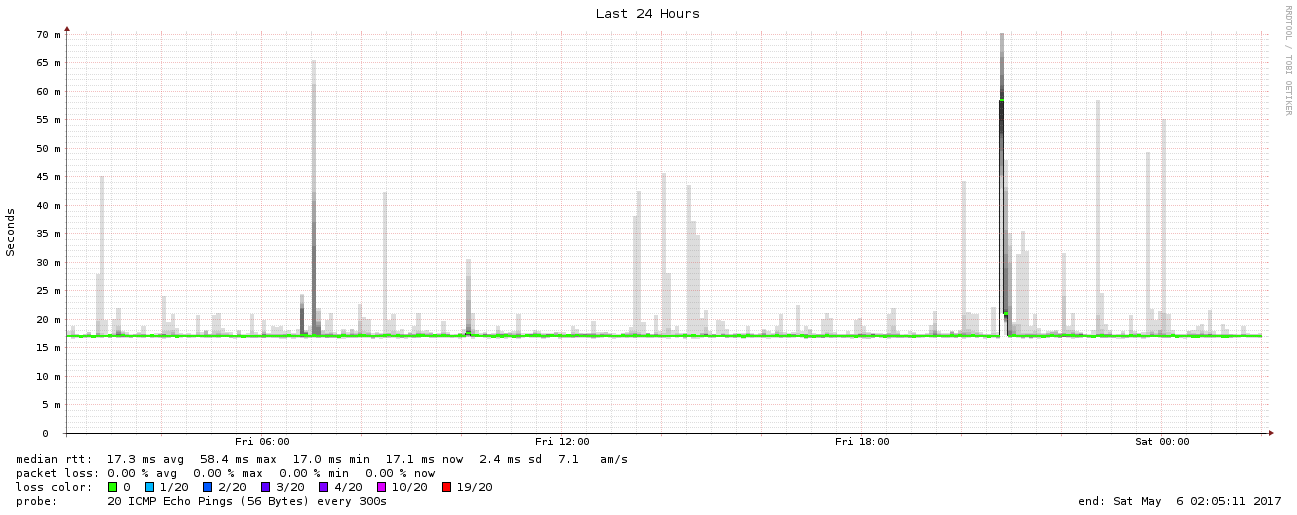 Last 24 Hours
RRDTOOL / TOBI OETIKER
70 m
65 m
60 m
55 m
50 m
45 m
40 m
35 m
30 m
25 m
20 m
15 m
10 m
5 m
0
Seconds
Fri 06:00 Fri 12:00 Fri 18:00 Sat 00:00
median rtt: 17.3 ms avg 58.4 ms max 17.0 ms min 17.1 ms now 2.4 ms sd 7.1 am/s
packet loss: 0.00 % avg 0.00 % max 0.00 % min 0.00 % now
loss color: 0 1/20 2/20 3/20 4/20 10/20 19/20
probe: 20 ICMP Echo Pings (56 Bytes) every 300s end: Sat May 6 02:05:11 2017